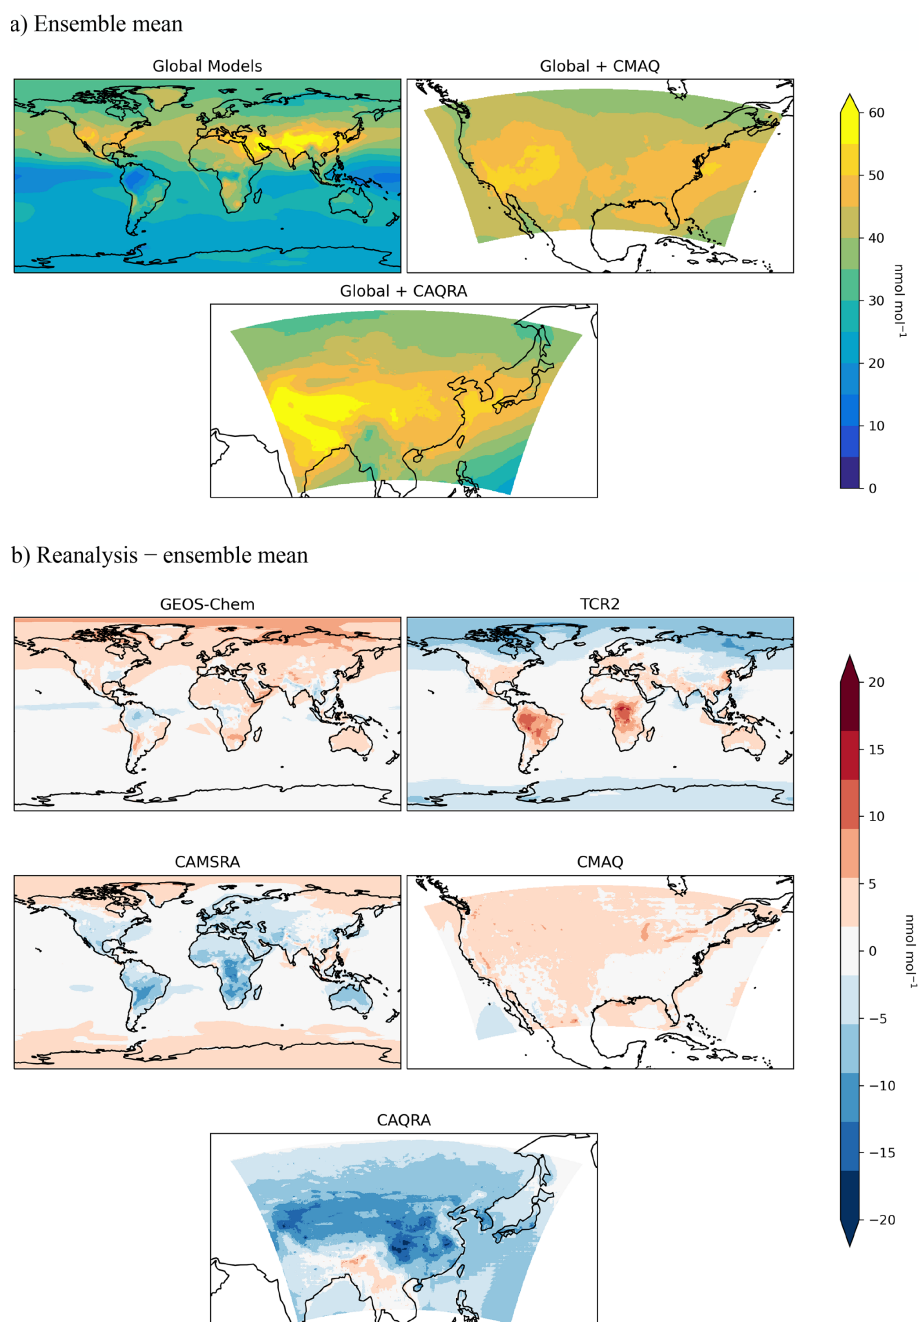 a) Ensemble mean
Global Models
Global + CMAQ
60
50
40
30
20
10
0
nmol mol⁻¹
Global + CAQRA
b) Reanalysis − ensemble mean
GEOS-Chem
TCR2
20
15
10
5
0
−5
−10
−15
−20
nmol mol⁻¹
CAMSRA
CMAQ
CAQRA